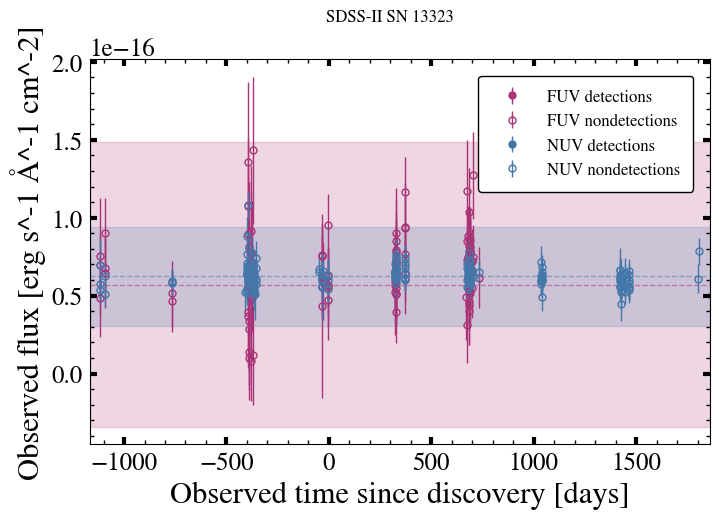 SDSS-II SN 13323
1e−16
2.0
1.5
1.0
0.5
0.0
Observed flux [erg s^-1 Å^-1 cm^-2]
FUV detections
FUV nondetections
NUV detections
NUV nondetections
−1000 −500 0 500 1000 1500
Observed time since discovery [days]